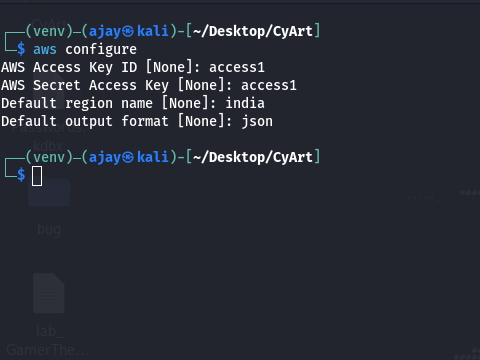 ┌──(venv)─(ajay㉿kali)-[~/Desktop/CyArt]
└─$ aws configure
AWS Access Key ID [None]: access1
AWS Secret Access Key [None]: access1
Default region name [None]: india
Default output format [None]: json
┌──(venv)─(ajay㉿kali)-[~/Desktop/CyArt]
└─$
bug
lab_
GamerThe...